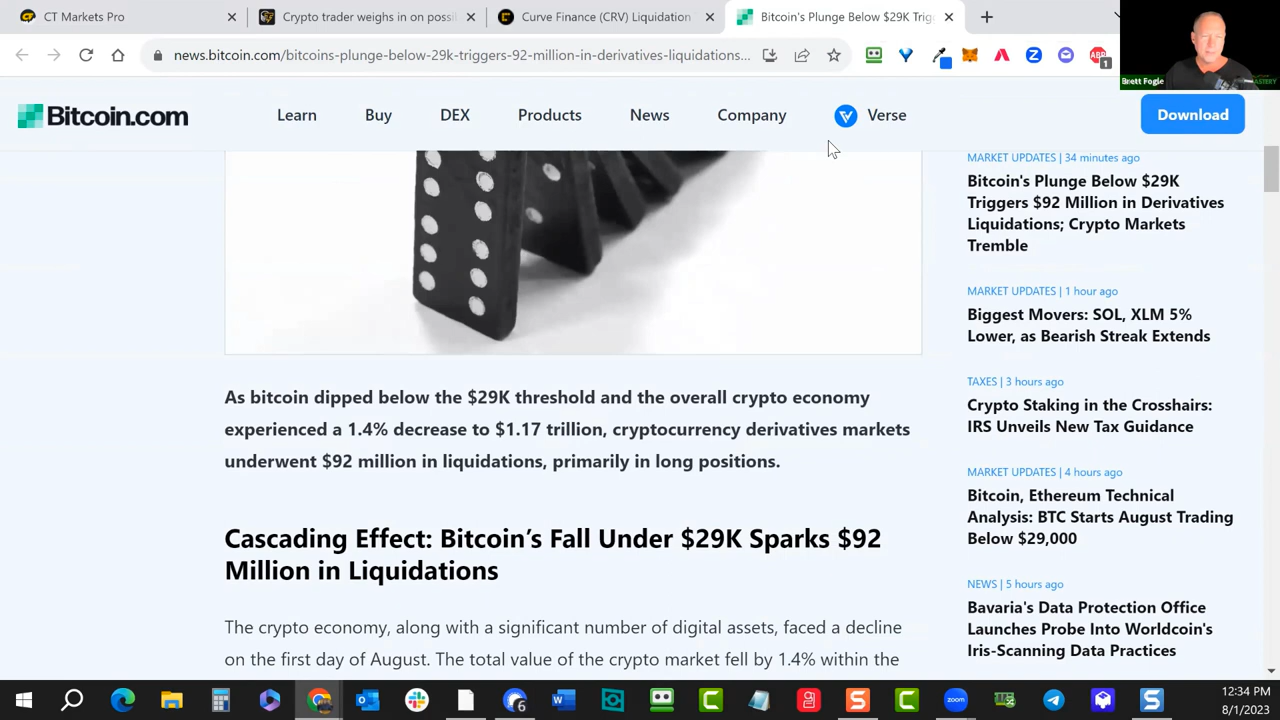 CT Markets Pro
Crypto trader weighs in on possi
Curve Finance (CRV) Liquidation
Bitcoin's Plunge Below $29K Trig
news.bitcoin.com/bitcoins-plunge-below-29k-triggers-92-million-in-derivatives-liquidations...
1
Brett Fogle
Bitcoin.com
Learn
Buy
DEX
Products
News
Company
Verse
Download
As bitcoin dipped below the $29K threshold and the overall crypto economy
experienced a 1.4% decrease to $1.17 trillion, cryptocurrency derivatives markets
underwent $92 million in liquidations, primarily in long positions.
Cascading Effect: Bitcoin’s Fall Under $29K Sparks $92
Million in Liquidations
The crypto economy, along with a significant number of digital assets, faced a decline
on the first day of August. The total value of the crypto market fell by 1.4% within the
MARKET UPDATES | 34 minutes ago
Bitcoin's Plunge Below $29K
Triggers $92 Million in Derivatives
Liquidations; Crypto Markets
Tremble
MARKET UPDATES | 1 hour ago
Biggest Movers: SOL, XLM 5%
Lower, as Bearish Streak Extends
TAXES | 3 hours ago
Crypto Staking in the Crosshairs:
IRS Unveils New Tax Guidance
MARKET UPDATES | 4 hours ago
Bitcoin, Ethereum Technical
Analysis: BTC Starts August Trading
Below $29,000
NEWS | 5 hours ago
Bavaria's Data Protection Office
Launches Probe Into Worldcoin's
Iris-Scanning Data Practices
6
12:34 PM
8/1/2023